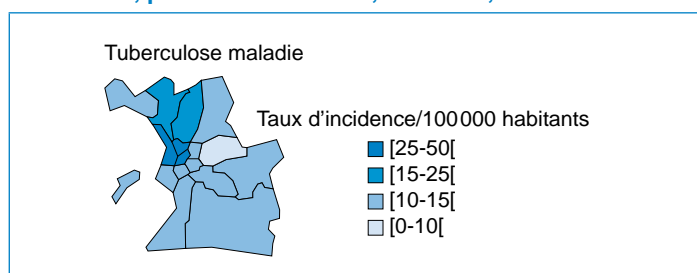 Tuberculose maladie
Taux d'incidence/100 000 habitants
[25-50[
[15-25[
[10-15[
[0-10[